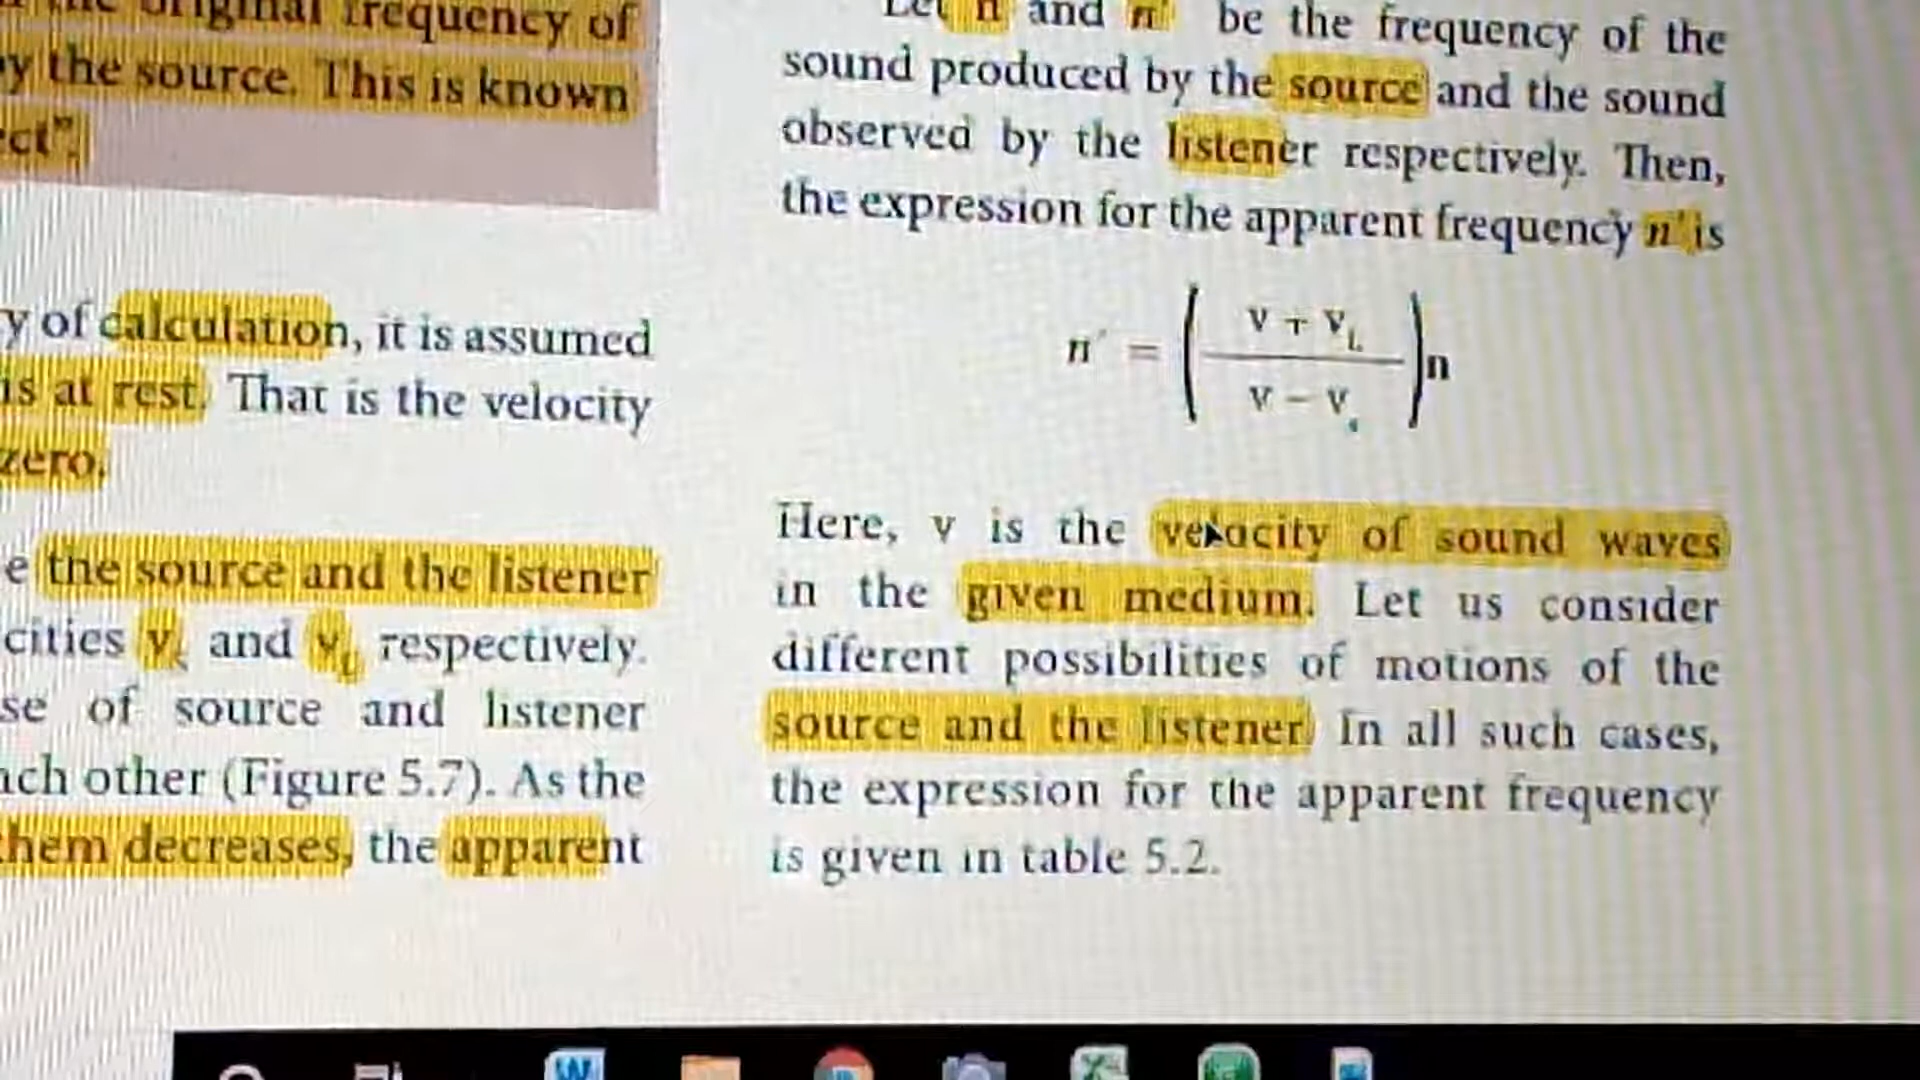 the original frequency of
y the source. This is known
ect".
y of calculation, it is assumed
is at rest. That is the velocity
zero.
e the source and the listener
cities vₛ and v_L respectively.
se of source and listener
ach other (Figure 5.7). As the
hem decreases, the apparent
Let n and n' be the frequency of the
sound produced by the source and the sound
observed by the listener respectively. Then,
the expression for the apparent frequency n' is
n' = ( v + v_L / v − vₛ ) n
Here, v is the velocity of sound waves
in the given medium. Let us consider
different possibilities of motions of the
source and the listener. In all such cases,
the expression for the apparent frequency
is given in table 5.2.